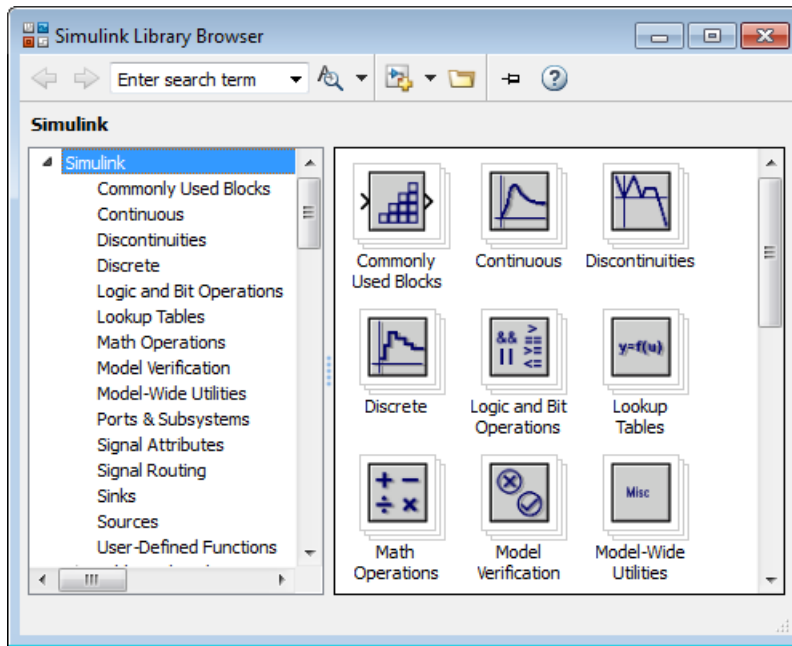 Simulink Library Browser
Enter search term
Simulink
Simulink
Commonly Used Blocks
Continuous
Discontinuities
Discrete
Logic and Bit Operations
Lookup Tables
Math Operations
Model Verification
Model-Wide Utilities
Ports & Subsystems
Signal Attributes
Signal Routing
Sinks
Sources
User-Defined Functions
Commonly
Used Blocks
Continuous
Discontinuities
&& >
==
|| >=
<=
y=f(u)
Discrete
Logic and Bit
Operations
Lookup
Tables
+ −
÷ ×
Misc
Math
Operations
Model
Verification
Model-Wide
Utilities